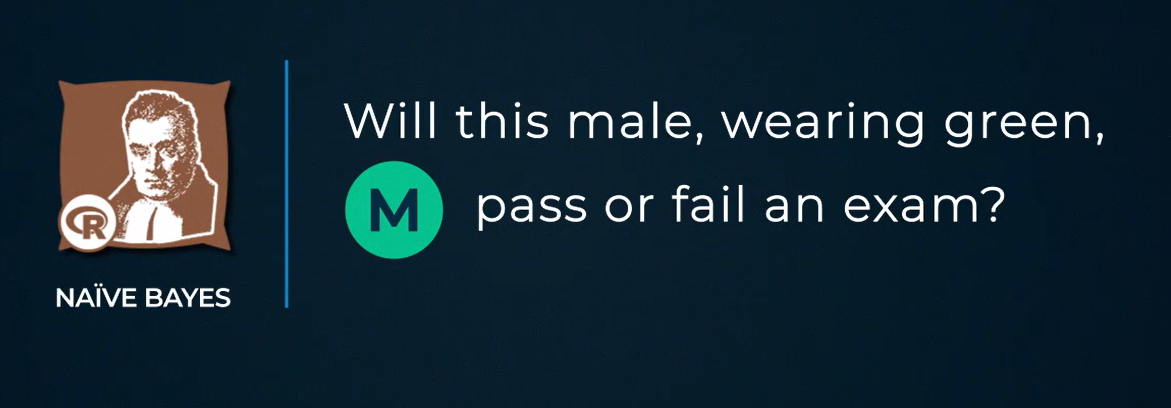 Will this male, wearing green,
M pass or fail an exam?
R
NAÏVE BAYES